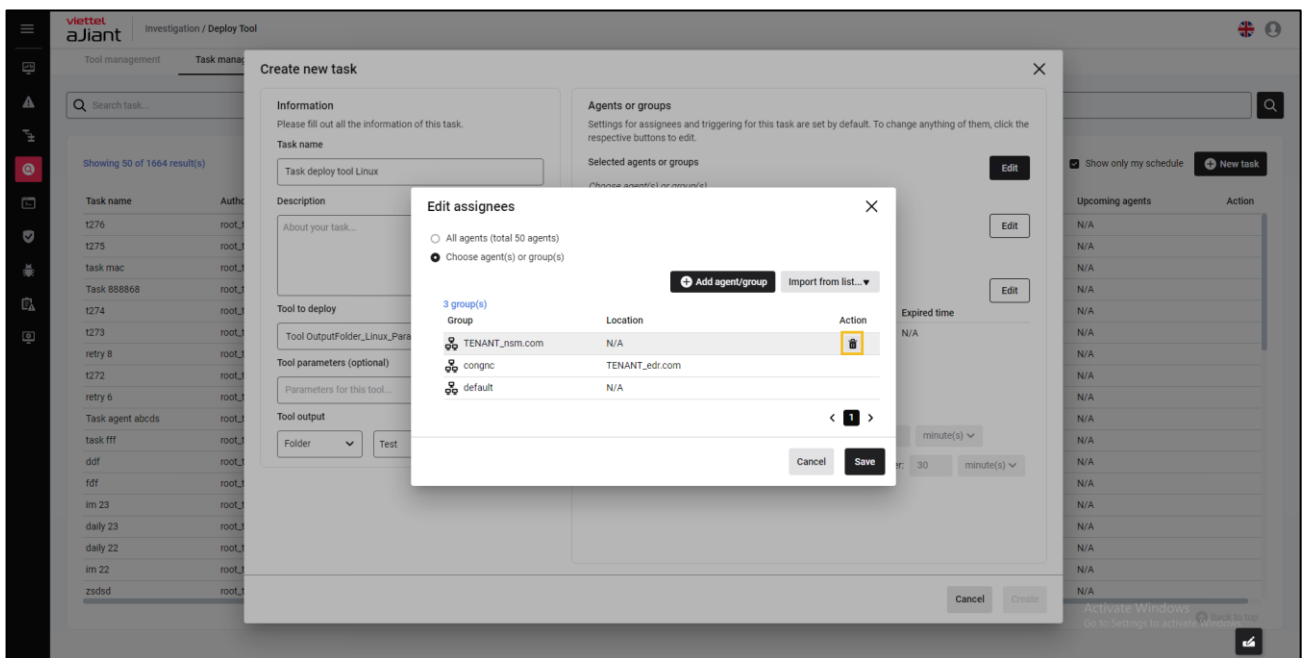 viettel
aJiant
Investigation / Deploy Tool
Tool management
Task manag
Search task...
Showing 50 of 1664 result(s)
Show only my schedule
New task
Task name
Autho
Upcoming agents
Action
t276
root_t
N/A
t275
root_t
N/A
task mac
root_t
N/A
Task 888868
root_t
N/A
t274
root_t
N/A
t273
root_t
N/A
retry 8
root_t
N/A
t272
root_t
N/A
retry 6
root_t
N/A
Task agent abcds
root_t
N/A
task fff
root_t
N/A
ddf
root_t
N/A
fdf
root_t
N/A
im 23
root_t
N/A
daily 23
root_t
N/A
daily 22
root_t
N/A
im 22
root_t
N/A
zsdsd
root_t
N/A
Create new task
Information
Please fill out all the information of this task.
Task name
Task deploy tool Linux
Description
About your task...
Tool to deploy
Tool OutputFolder_Linux_Para
Tool parameters (optional)
Parameters for this tool...
Tool output
Folder
Test
Agents or groups
Settings for assignees and triggering for this task are set by default. To change anything of them, click the
respective buttons to edit.
Selected agents or groups
Edit
Choose agent(s) or group(s)
Edit
Edit
Expired time
N/A
minute(s)
er: 30 minute(s)
Cancel
Create
Edit assignees
All agents (total 50 agents)
Choose agent(s) or group(s)
Add agent/group
Import from list...
3 group(s)
Group
Location
Action
TENANT_nsm.com
N/A
congnc
TENANT_edr.com
default
N/A
1
Cancel
Save
Activate Windows
Go to Settings to activate Windows.
Back to top